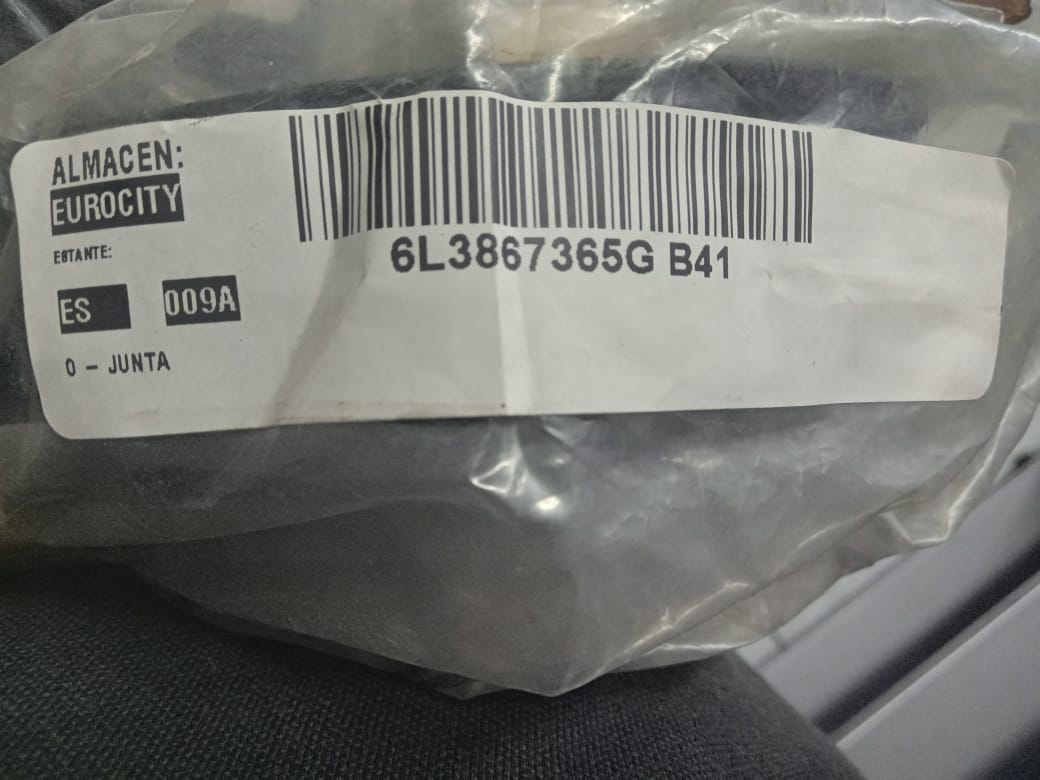 ALMACEN:
EUROCITY
ESTANTE:
ES 009A
0 - JUNTA
6L3867365G B41